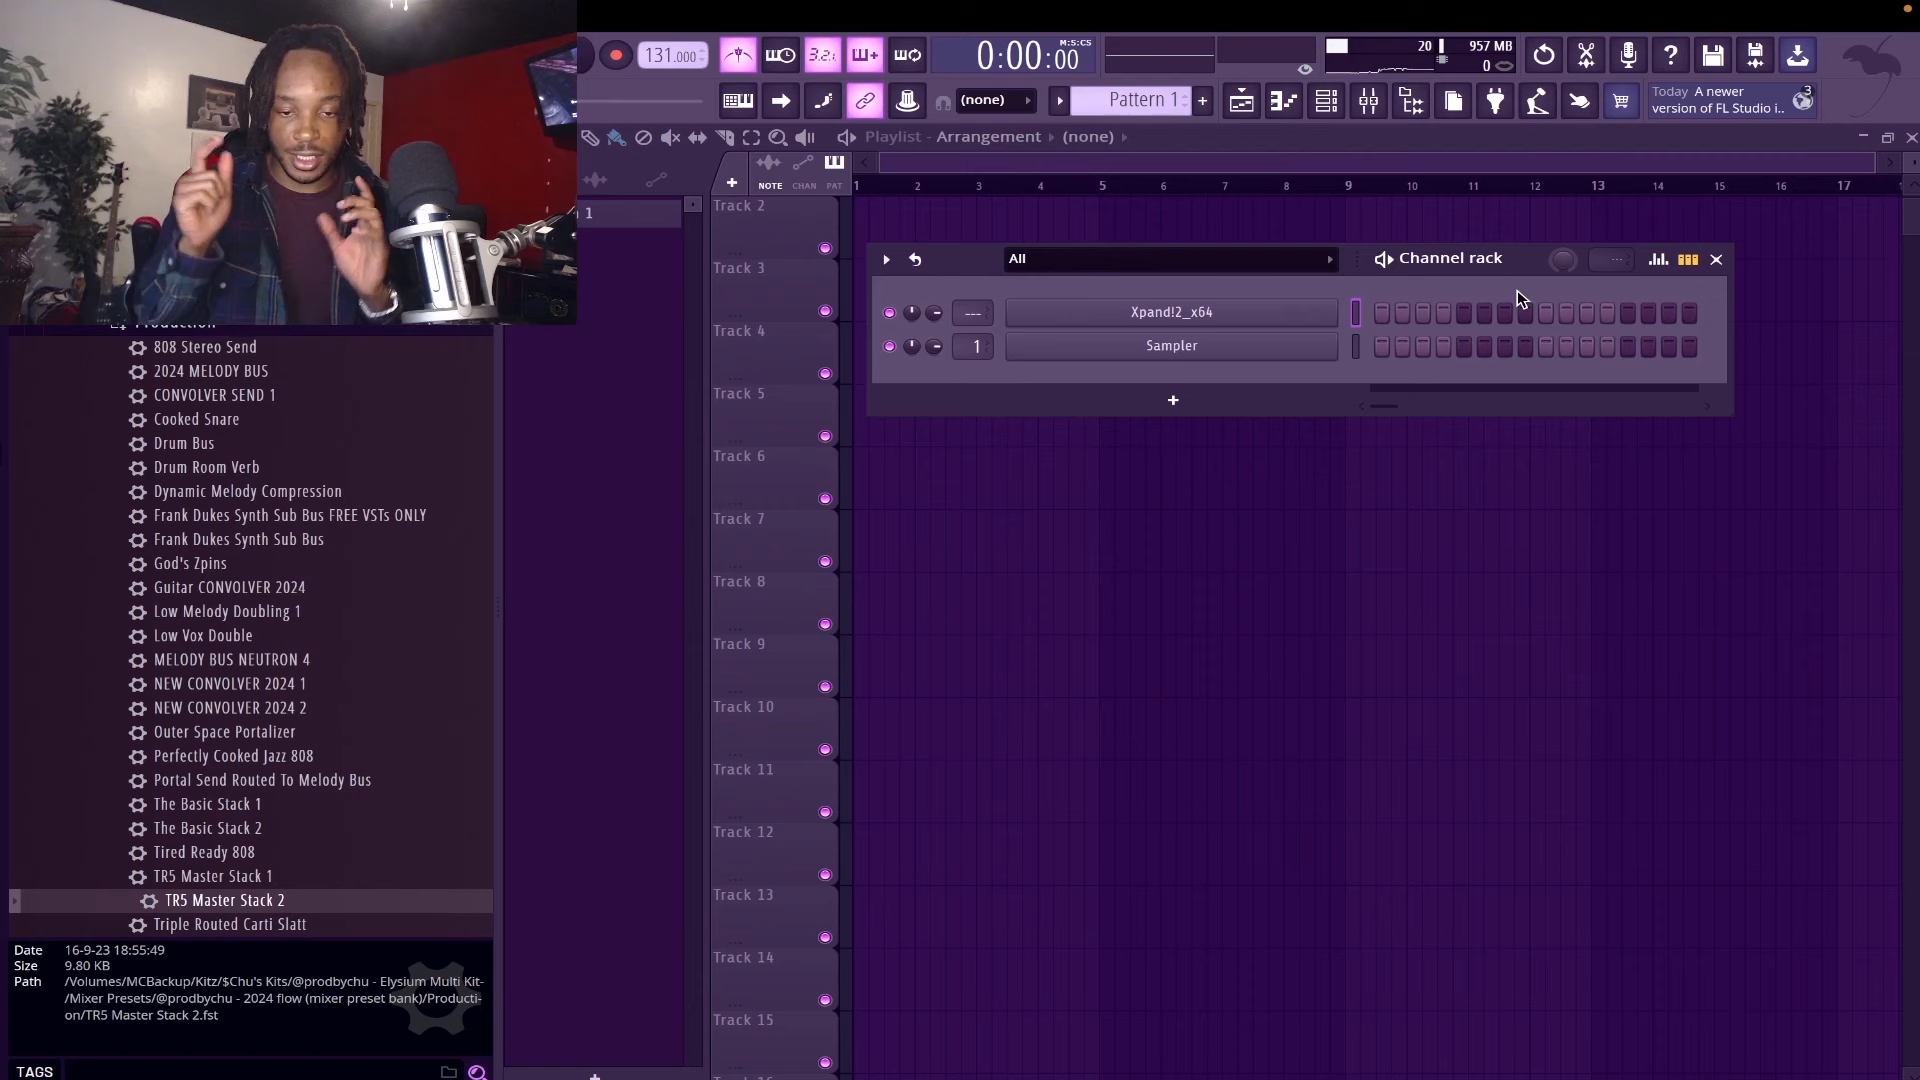 131.000
3.2.
0:00:00
M:S:CS
20
957 MB
0
(none)
Pattern 1
Today A newer
version of FL Studio i..
3
Playlist - Arrangement
(none)
NOTE CHAN PAT
1 2 3 4 5 6 7 8 9 10 11 12 13 14 15 16 17
1
Track 2
Track 3
Track 4
Track 5
Track 6
Track 7
Track 8
Track 9
Track 10
Track 11
Track 12
Track 13
Track 14
Track 15
All
Channel rack
---
Xpand!2_x64
1
Sampler
Production
808 Stereo Send
2024 MELODY BUS
CONVOLVER SEND 1
Cooked Snare
Drum Bus
Drum Room Verb
Dynamic Melody Compression
Frank Dukes Synth Sub Bus FREE VSTs ONLY
Frank Dukes Synth Sub Bus
God's Zpins
Guitar CONVOLVER 2024
Low Melody Doubling 1
Low Vox Double
MELODY BUS NEUTRON 4
NEW CONVOLVER 2024 1
NEW CONVOLVER 2024 2
Outer Space Portalizer
Perfectly Cooked Jazz 808
Portal Send Routed To Melody Bus
The Basic Stack 1
The Basic Stack 2
Tired Ready 808
TR5 Master Stack 1
TR5 Master Stack 2
Triple Routed Carti Slatt
Date 16-9-23 18:55:49
Size 9.80 KB
Path /Volumes/MCBackup/Kitz/$Chu's Kits/@prodbychu - Elysium Multi Kit-
/Mixer Presets/@prodbychu - 2024 flow (mixer preset bank)/Producti-
on/TR5 Master Stack 2.fst
TAGS